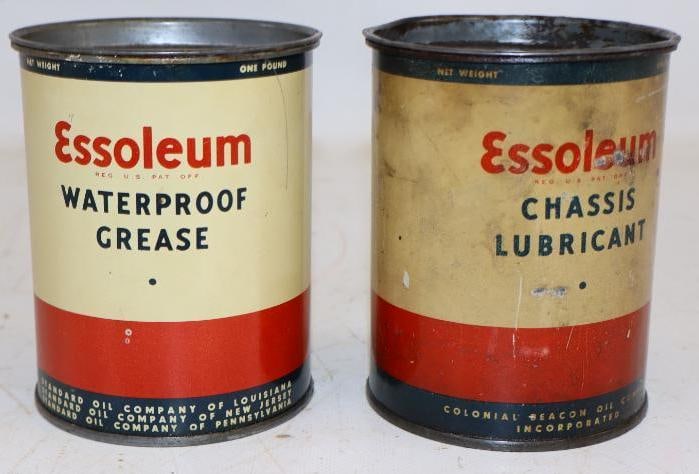 NET WEIGHT ONE POUND
Essoleum
REG. U.S. PAT. OFF.
WATERPROOF
GREASE
STANDARD OIL COMPANY OF LOUISIANA
STANDARD OIL COMPANY OF NEW JERSEY
STANDARD OIL COMPANY OF PENNSYLVANIA
NET WEIGHT
Essoleum
REG. U.S. PAT. OFF.
CHASSIS
LUBRICANT
COLONIAL BEACON OIL
INCORPORATED